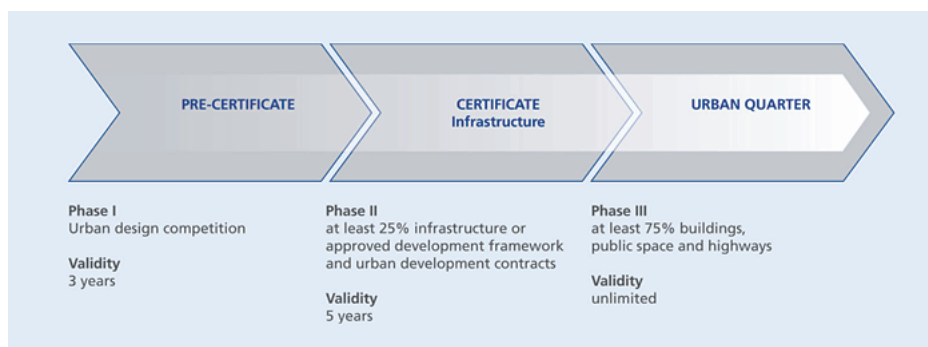 PRE-CERTIFICATE
CERTIFICATE
Infrastructure
URBAN QUARTER
Phase I
Urban design competition
Validity
3 years
Phase II
at least 25% infrastructure or
approved development framework
and urban development contracts
Validity
5 years
Phase III
at least 75% buildings,
public space and highways
Validity
unlimited